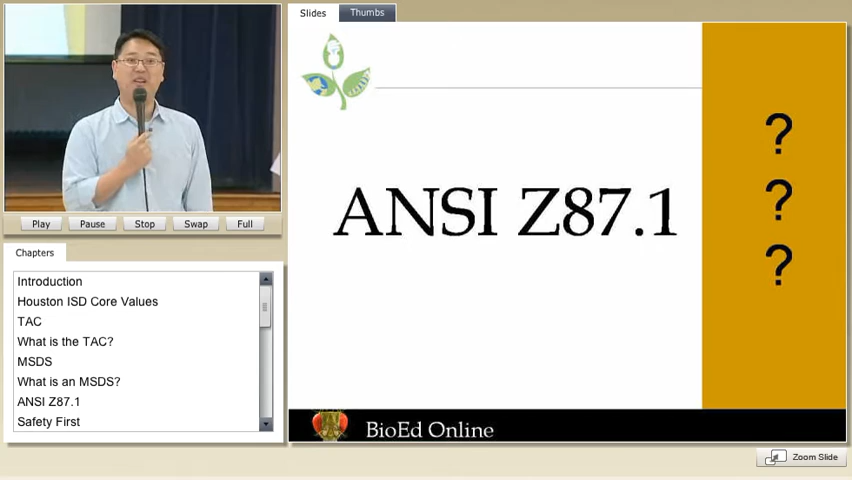 Slides
Thumbs
ANSI Z87.1
?
?
?
Play
Pause
Stop
Swap
Full
Chapters
Introduction
Houston ISD Core Values
TAC
What is the TAC?
MSDS
What is an MSDS?
ANSI Z87.1
Safety First
BioEd Online
Zoom Slide